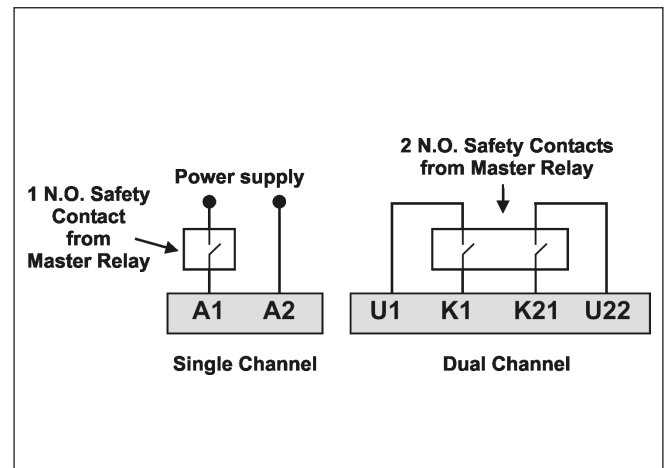 1 N.O. Safety
Contact
from
Master Relay
Power supply
A1 A2
Single Channel
2 N.O. Safety Contacts
from Master Relay
U1 K1 K21 U22
Dual Channel